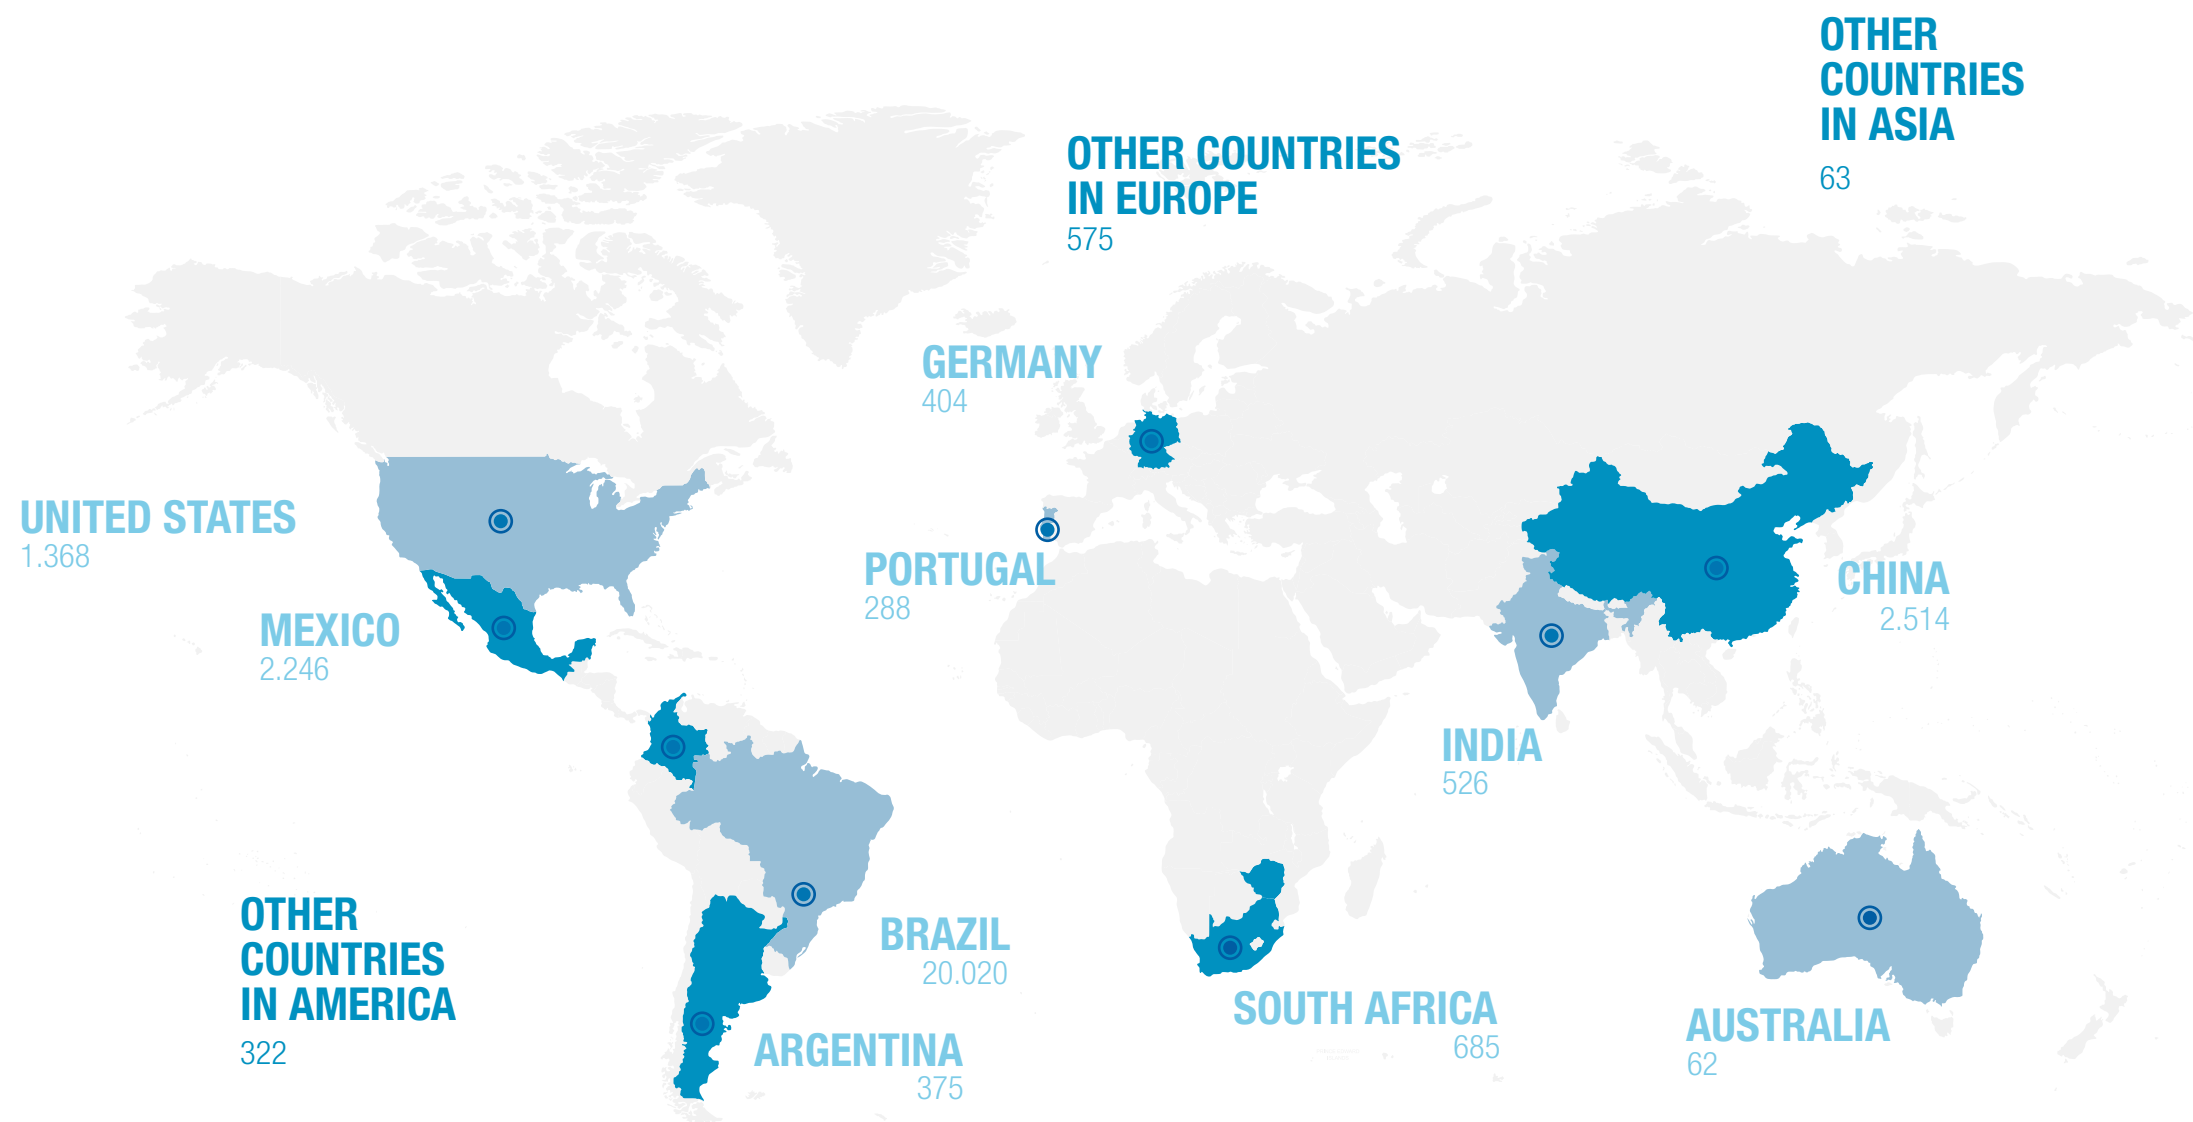 OTHER
COUNTRIES
IN ASIA
63
OTHER COUNTRIES
IN EUROPE
575
GERMANY
404
UNITED STATES
1.368
PORTUGAL
288
CHINA
2.514
MEXICO
2.246
INDIA
526
OTHER
COUNTRIES
IN AMERICA
322
BRAZIL
20.020
SOUTH AFRICA
685
AUSTRALIA
62
ARGENTINA
375